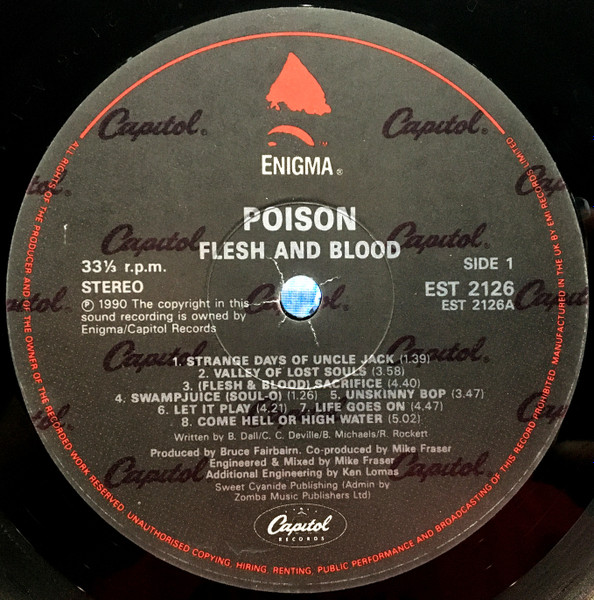 Capitol®
Capitol®
ENIGMA®
Capitol®
Capitol®
POISON
FLESH AND BLOOD
33⅓ r.p.m.
STEREO
SIDE 1
EST 2126
EST 2126A
℗ 1990 The copyright in this
sound recording is owned by
Enigma/Capitol Records
1. STRANGE DAYS OF UNCLE JACK (1.39)
2. VALLEY OF LOST SOULS (3.58)
3. (FLESH & BLOOD) SACRIFICE (4.40)
4. SWAMPJUICE (SOUL-O) (1.26) 5. UNSKINNY BOP (3.47)
6. LET IT PLAY (4.21) 7. LIFE GOES ON (4.47)
8. COME HELL OR HIGH WATER (5.02)
Written by B. Dall/C. C. Deville/B. Michaels/R. Rockett
Produced by Bruce Fairbairn. Co-produced by Mike Fraser
Engineered & Mixed by Mike Fraser
Additional Engineering by Ken Lomas
Sweet Cyanide Publishing (Admin by
Zomba Music Publishers Ltd)
Capitol®
RECORDS
ALL RIGHTS OF THE PRODUCER AND OF THE OWNER OF THE RECORDED WORK RESERVED. UNAUTHORISED COPYING, HIRING, RENTING, PUBLIC PERFORMANCE AND BROADCASTING OF THIS RECORD PROHIBITED. MANUFACTURED IN THE UK BY EMI RECORDS LIMITED